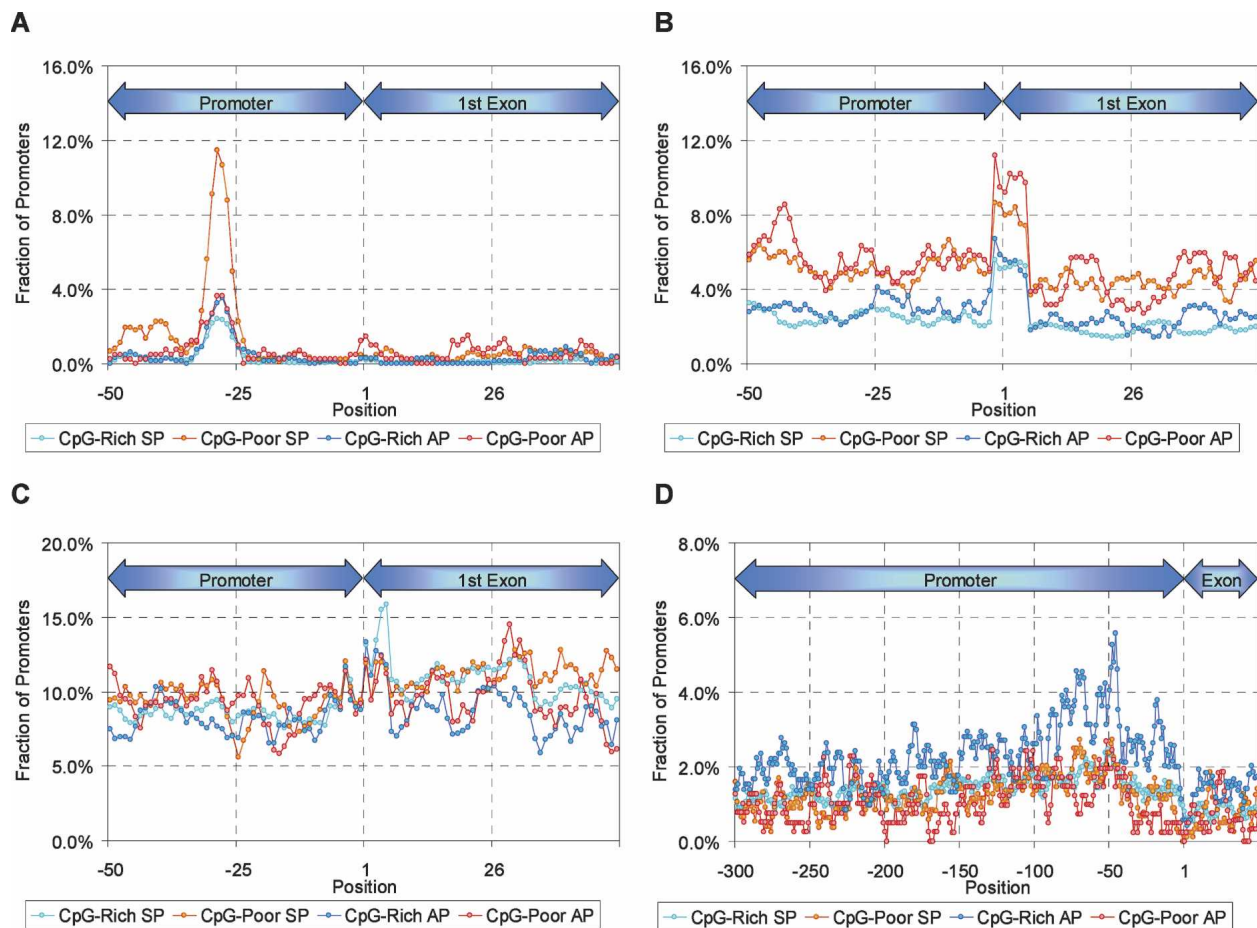 A
16.0%
12.0%
8.0%
4.0%
0.0%
Fraction of Promoters
Promoter
1st Exon
-50
-25
1
26
Position
CpG-Rich SP
CpG-Poor SP
CpG-Rich AP
CpG-Poor AP
B
16.0%
12.0%
8.0%
4.0%
0.0%
Fraction of Promoters
Promoter
1st Exon
-50
-25
1
26
Position
CpG-Rich SP
CpG-Poor SP
CpG-Rich AP
CpG-Poor AP
C
20.0%
15.0%
10.0%
5.0%
0.0%
Fraction of Promoters
Promoter
1st Exon
-50
-25
1
26
Position
CpG-Rich SP
CpG-Poor SP
CpG-Rich AP
CpG-Poor AP
D
8.0%
6.0%
4.0%
2.0%
0.0%
Fraction of Promoters
Promoter
Exon
-300
-250
-200
-150
-100
-50
1
Position
CpG-Rich SP
CpG-Poor SP
CpG-Rich AP
CpG-Poor AP